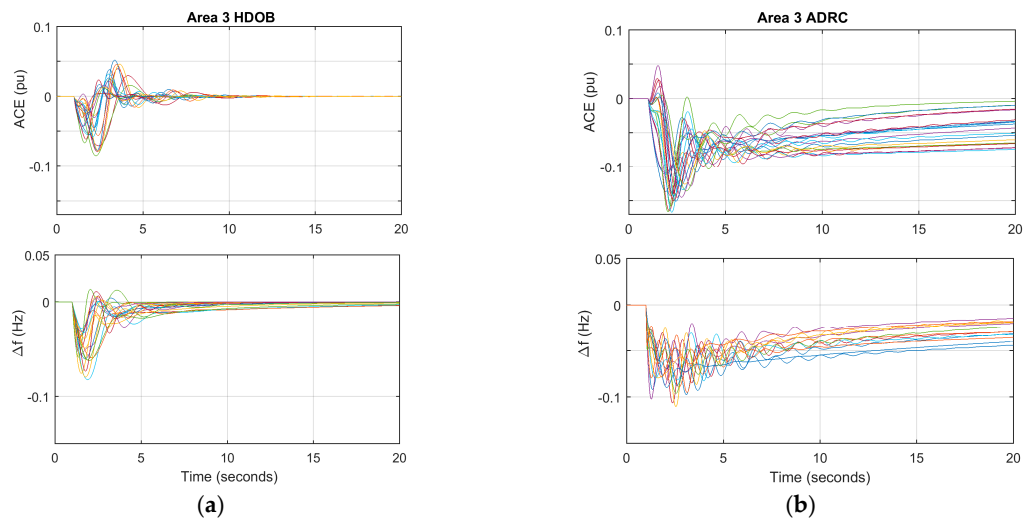 Area 3 HDOB
0.1
0
-0.1
ACE (pu)
0 5 10 15 20
0.05
0
-0.1
Δf (Hz)
0 5 10 15 20
Time (seconds)
(a)
Area 3 ADRC
0.1
0
-0.1
ACE (pu)
0 5 10 15 20
0.05
0
-0.1
Δf (Hz)
0 5 10 15 20
Time (seconds)
(b)